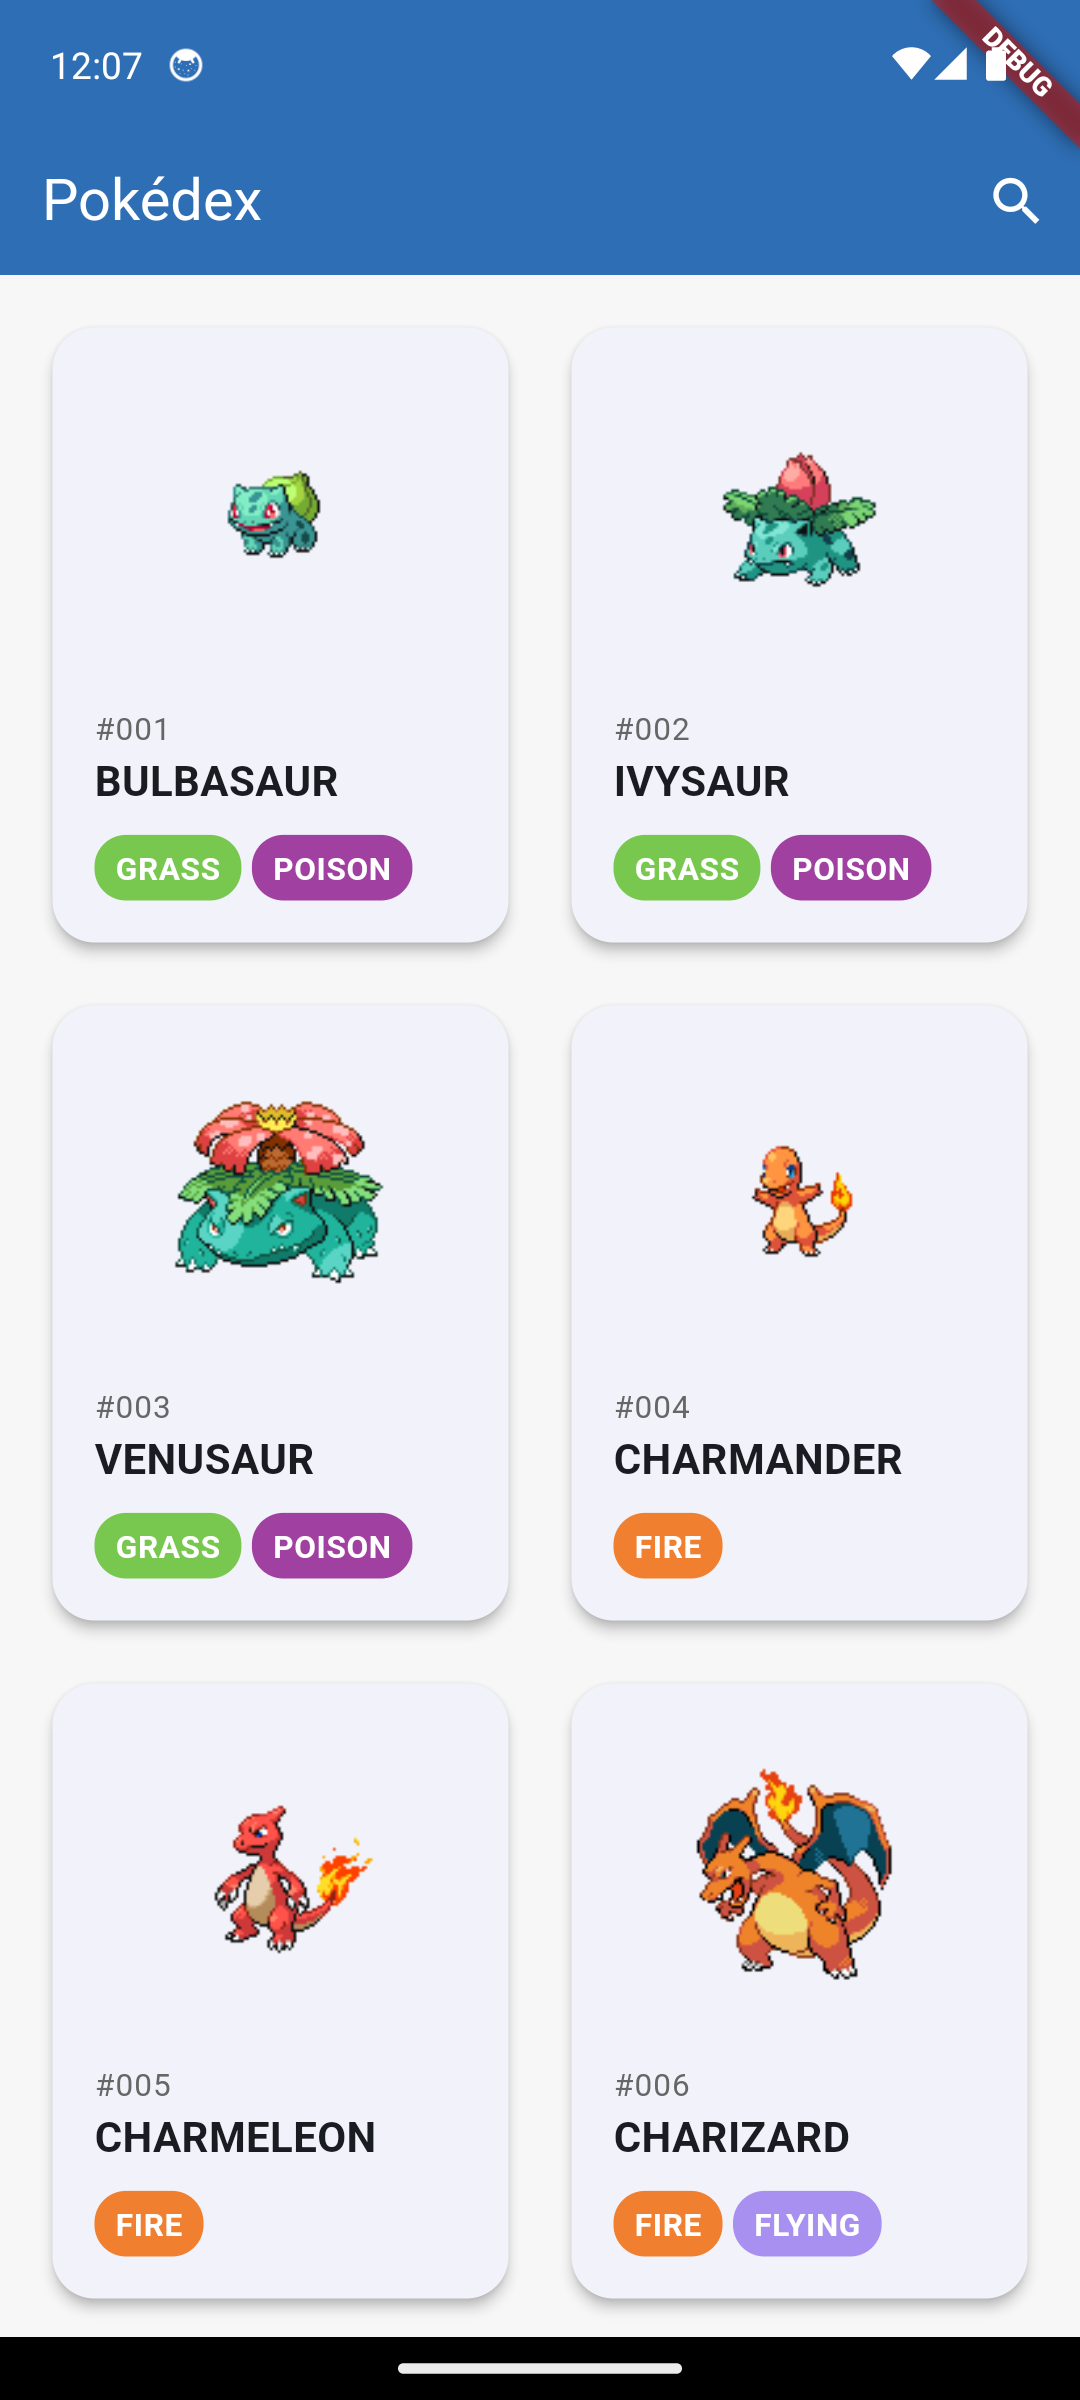 12:07
DEBUG
Pokédex
#001
BULBASAUR
GRASS POISON
#002
IVYSAUR
GRASS POISON
#003
VENUSAUR
GRASS POISON
#004
CHARMANDER
FIRE
#005
CHARMELEON
FIRE
#006
CHARIZARD
FIRE FLYING